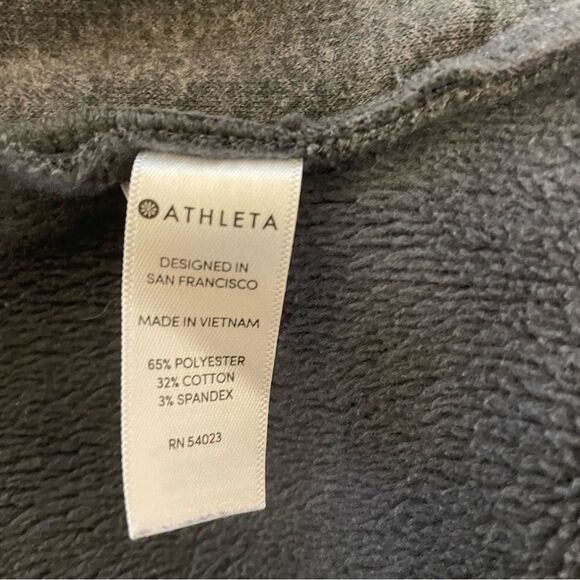 ATHLETA
DESIGNED IN
SAN FRANCISCO
MADE IN VIETNAM
65% POLYESTER
32% COTTON
3% SPANDEX
RN 54023